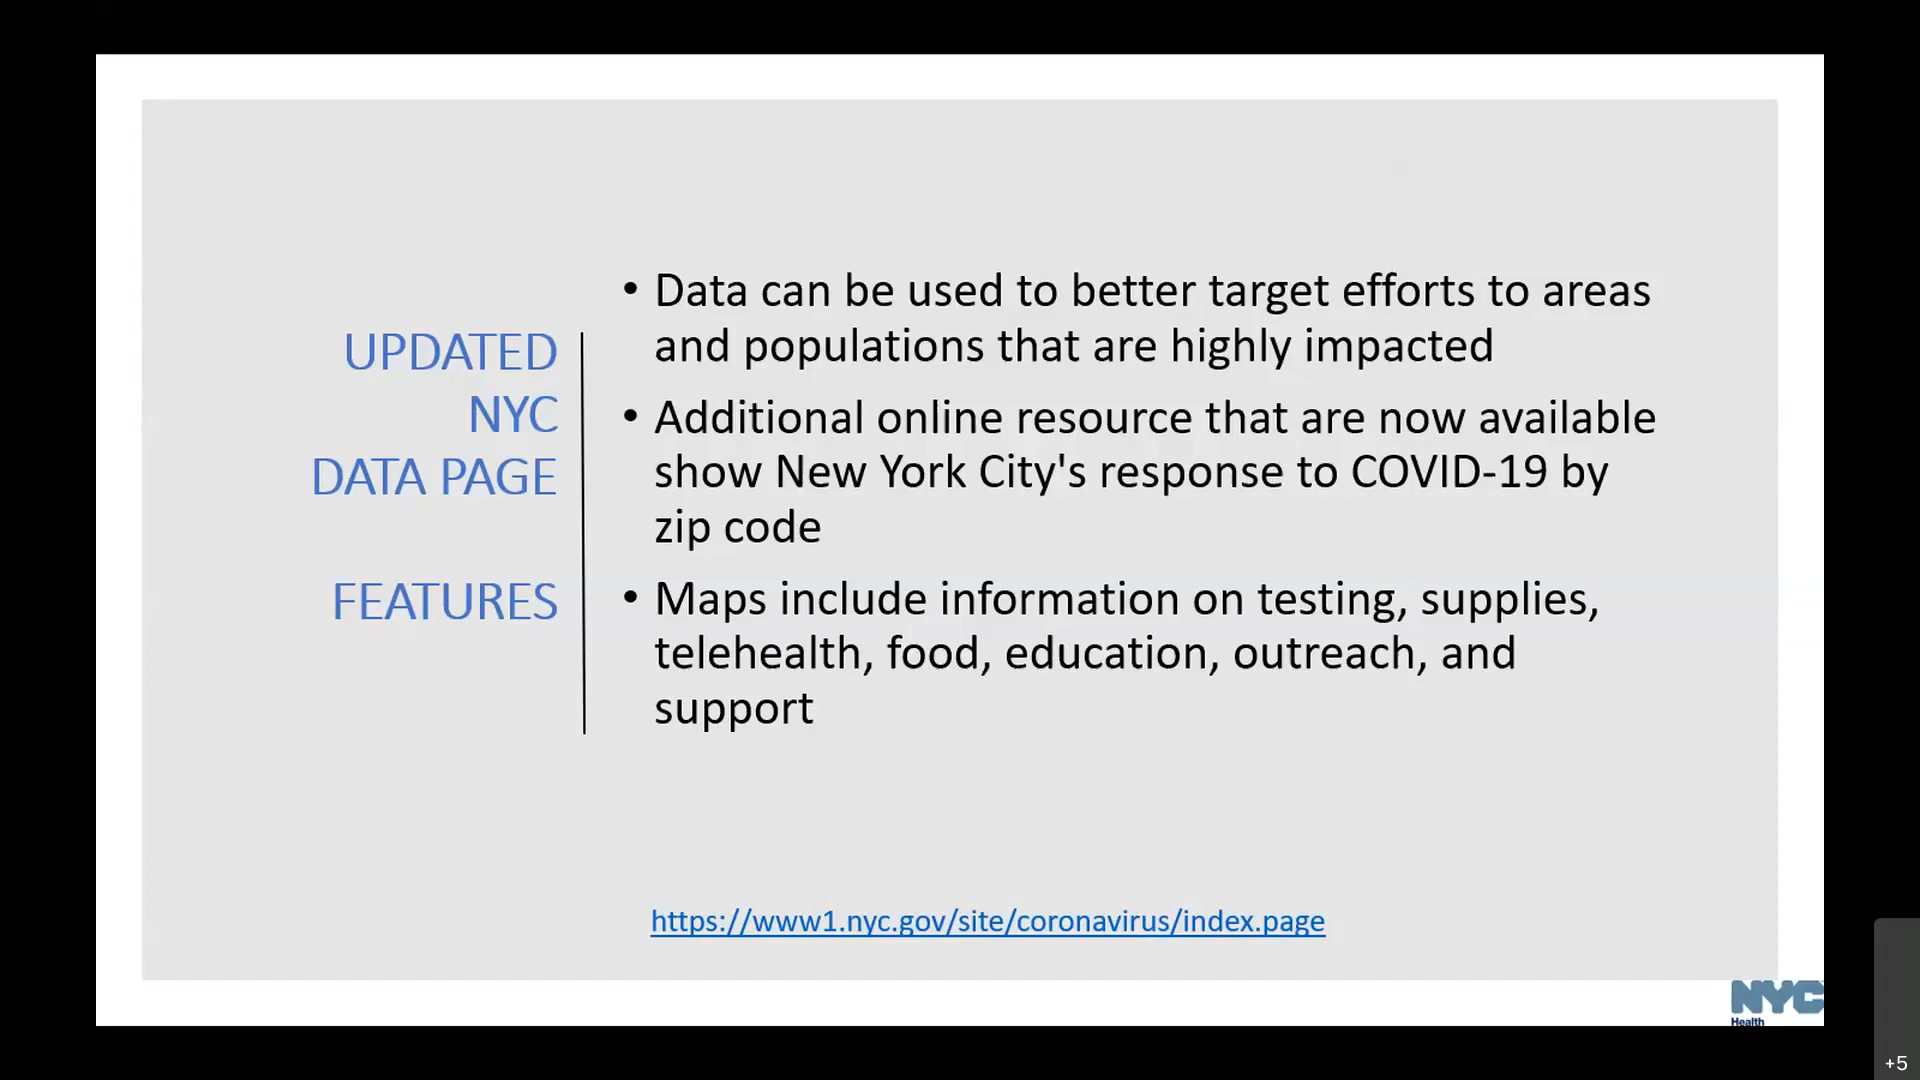 UPDATED
NYC
DATA PAGE
FEATURES
• Data can be used to better target efforts to areas
and populations that are highly impacted
• Additional online resource that are now available
show New York City's response to COVID-19 by
zip code
• Maps include information on testing, supplies,
telehealth, food, education, outreach, and
support
https://www1.nyc.gov/site/coronavirus/index.page
NYC
Health
+5